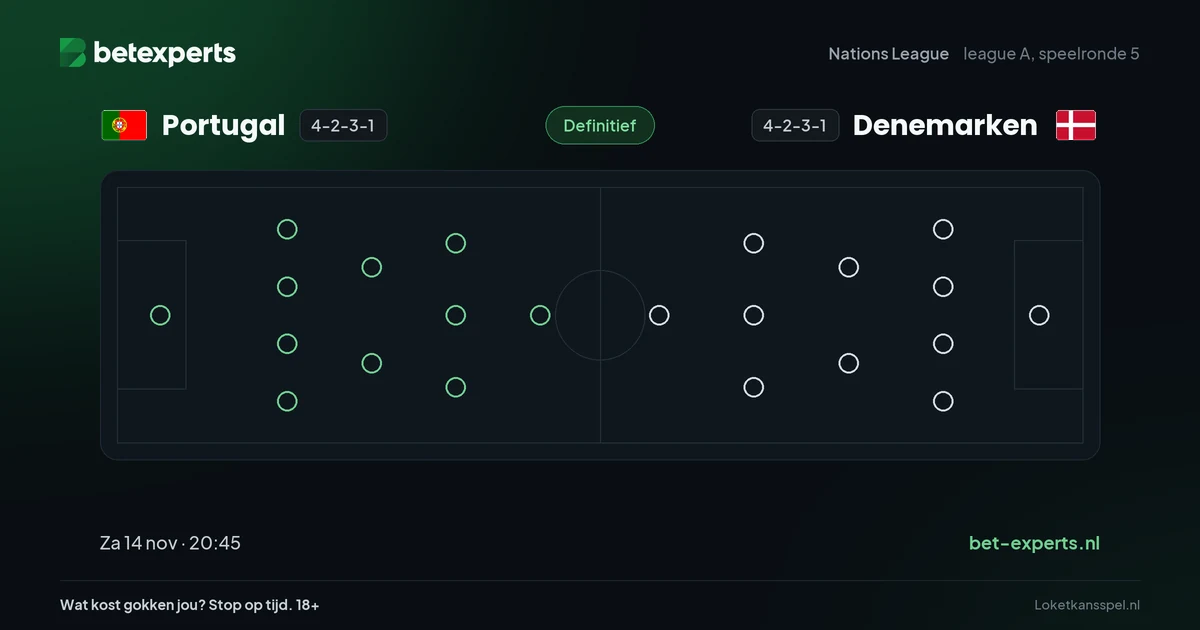 betexperts
Nations League league A, speelronde 5
Portugal 4-2-3-1 Definitief 4-2-3-1 Denemarken
Za 14 nov · 20:45
bet-experts.nl
Wat kost gokken jou? Stop op tijd. 18+
Loketkansspel.nl